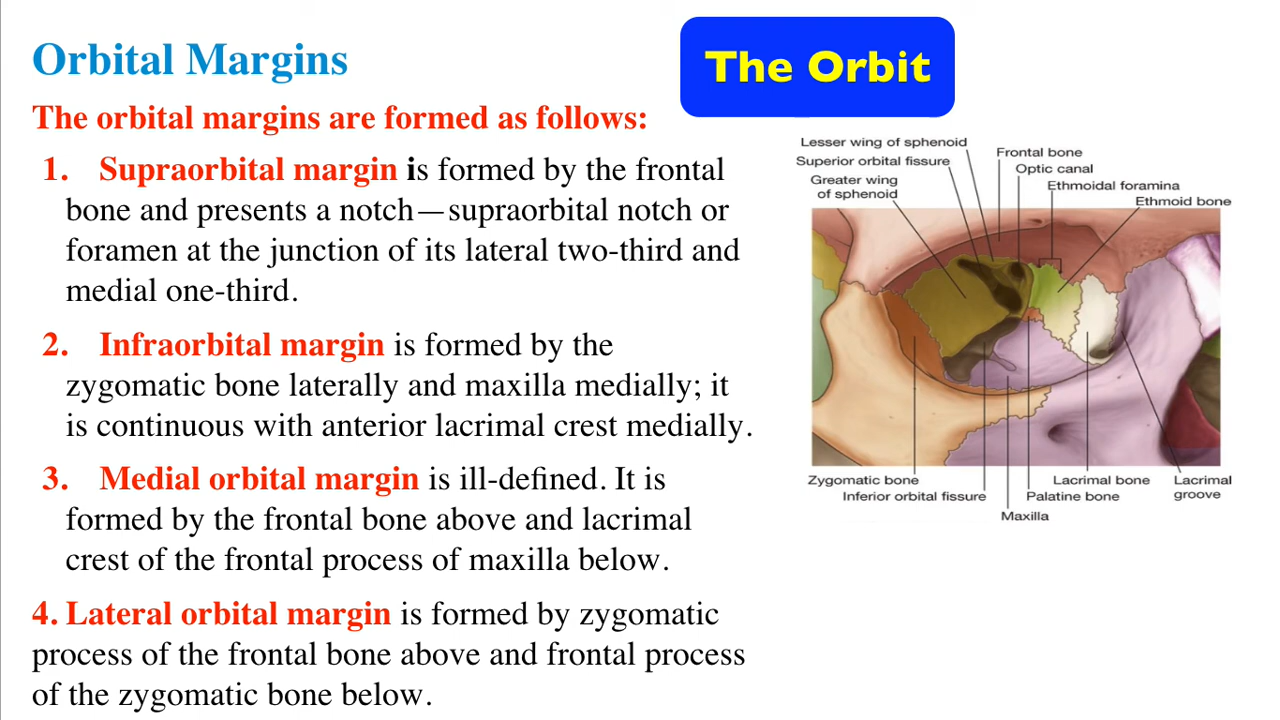 Orbital Margins
The Orbit
The orbital margins are formed as follows:
1. Supraorbital margin is formed by the frontal
bone and presents a notch—supraorbital notch or
foramen at the junction of its lateral two-third and
medial one-third.
2. Infraorbital margin is formed by the
zygomatic bone laterally and maxilla medially; it
is continuous with anterior lacrimal crest medially.
3. Medial orbital margin is ill-defined. It is
formed by the frontal bone above and lacrimal
crest of the frontal process of maxilla below.
4. Lateral orbital margin is formed by zygomatic
process of the frontal bone above and frontal process
of the zygomatic bone below.
Lesser wing of sphenoid
Superior orbital fissure
Greater wing
of sphenoid
Frontal bone
Optic canal
Ethmoidal foramina
Ethmoid bone
Zygomatic bone
Inferior orbital fissure
Maxilla
Palatine bone
Lacrimal bone
Lacrimal
groove